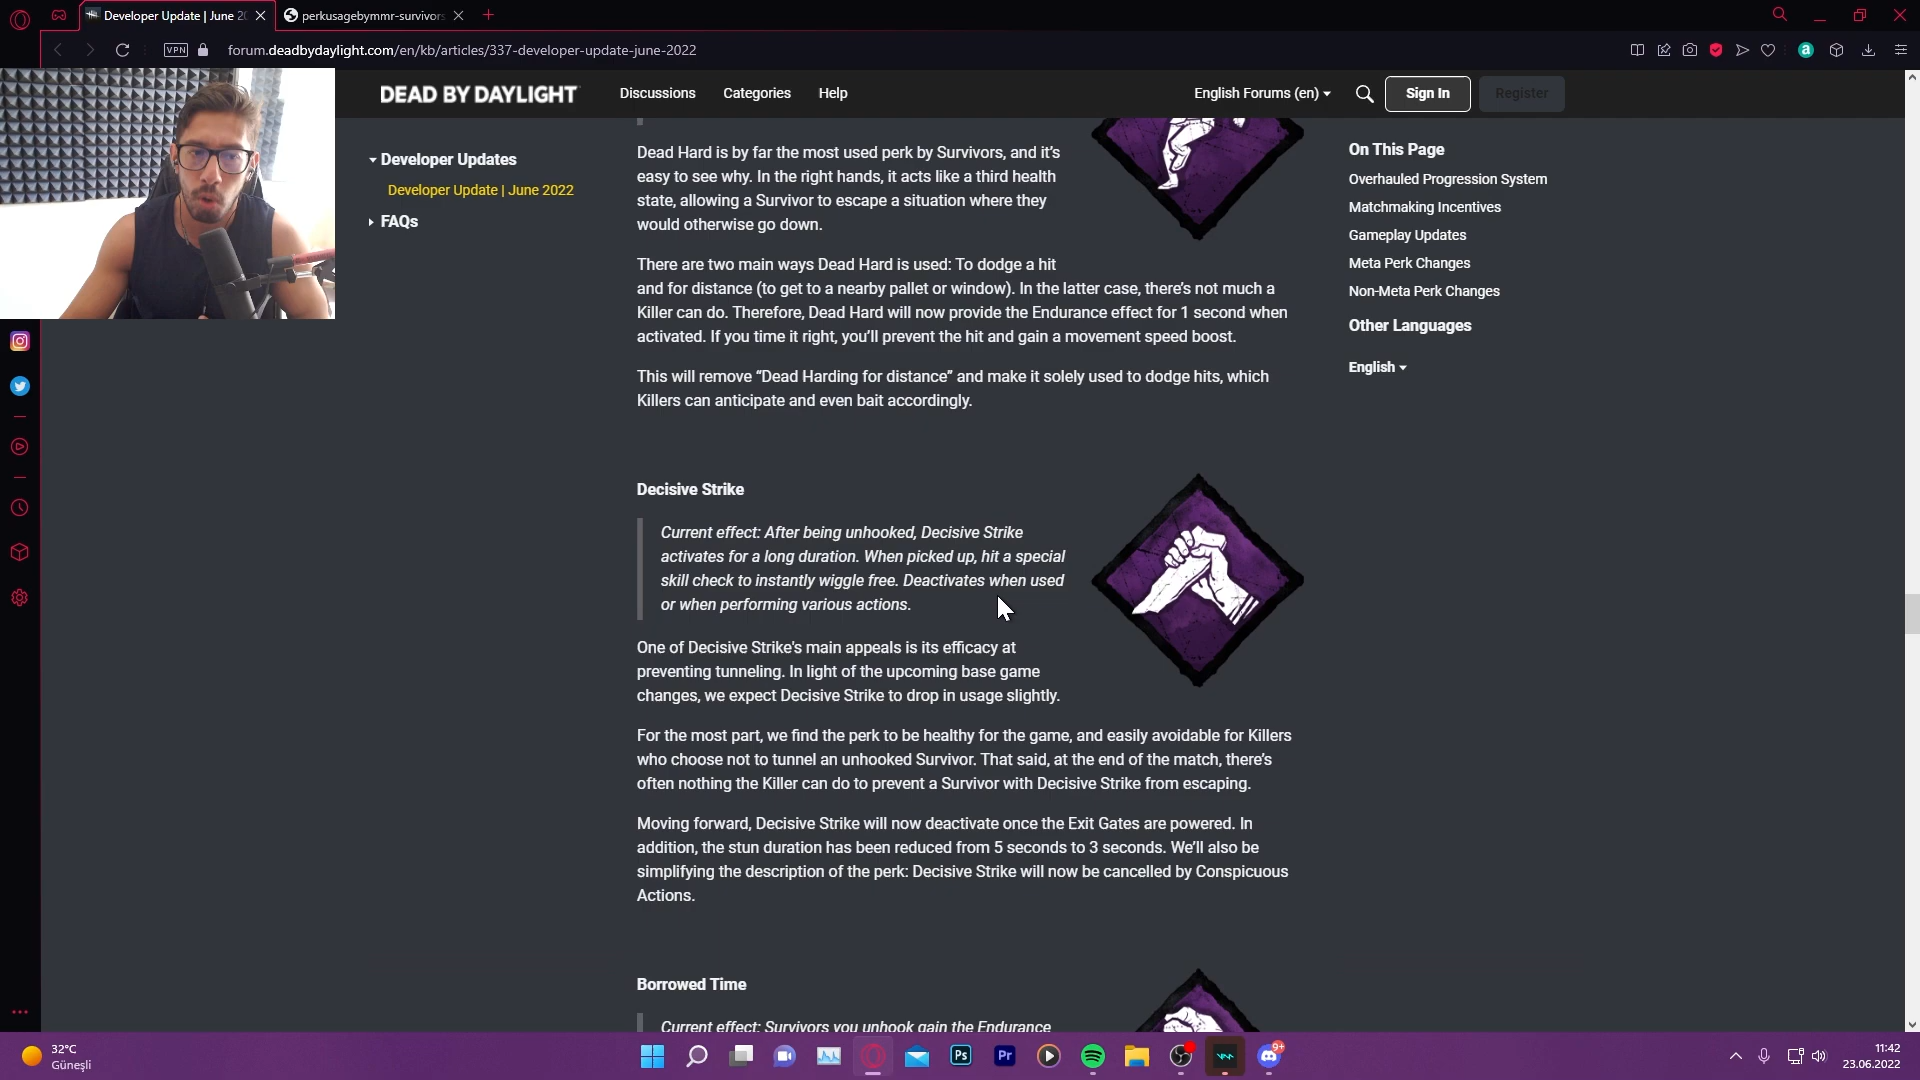 Developer Update | June 20
perkusagebymmr-survivors
VPN
forum.deadbydaylight.com/en/kb/articles/337-developer-update-june-2022
DEAD BY DAYLIGHT
Discussions
Categories
Help
English Forums (en)
Sign In
Register
Developer Updates
Developer Update | June 2022
FAQs
Dead Hard is by far the most used perk by Survivors, and it’s
easy to see why. In the right hands, it acts like a third health
state, allowing a Survivor to escape a situation where they
would otherwise go down.
There are two main ways Dead Hard is used: To dodge a hit
and for distance (to get to a nearby pallet or window). In the latter case, there’s not much a
Killer can do. Therefore, Dead Hard will now provide the Endurance effect for 1 second when
activated. If you time it right, you’ll prevent the hit and gain a movement speed boost.
This will remove “Dead Harding for distance” and make it solely used to dodge hits, which
Killers can anticipate and even bait accordingly.
Decisive Strike
Current effect: After being unhooked, Decisive Strike
activates for a long duration. When picked up, hit a special
skill check to instantly wiggle free. Deactivates when used
or when performing various actions.
One of Decisive Strike's main appeals is its efficacy at
preventing tunneling. In light of the upcoming base game
changes, we expect Decisive Strike to drop in usage slightly.
For the most part, we find the perk to be healthy for the game, and easily avoidable for Killers
who choose not to tunnel an unhooked Survivor. That said, at the end of the match, there’s
often nothing the Killer can do to prevent a Survivor with Decisive Strike from escaping.
Moving forward, Decisive Strike will now deactivate once the Exit Gates are powered. In
addition, the stun duration has been reduced from 5 seconds to 3 seconds. We’ll also be
simplifying the description of the perk: Decisive Strike will now be cancelled by Conspicuous
Actions.
Borrowed Time
Current effect: Survivors you unhook gain the Endurance
On This Page
Overhauled Progression System
Matchmaking Incentives
Gameplay Updates
Meta Perk Changes
Non-Meta Perk Changes
Other Languages
English
32°C
Güneşli
Ps
Pr
9+
11:42
23.06.2022